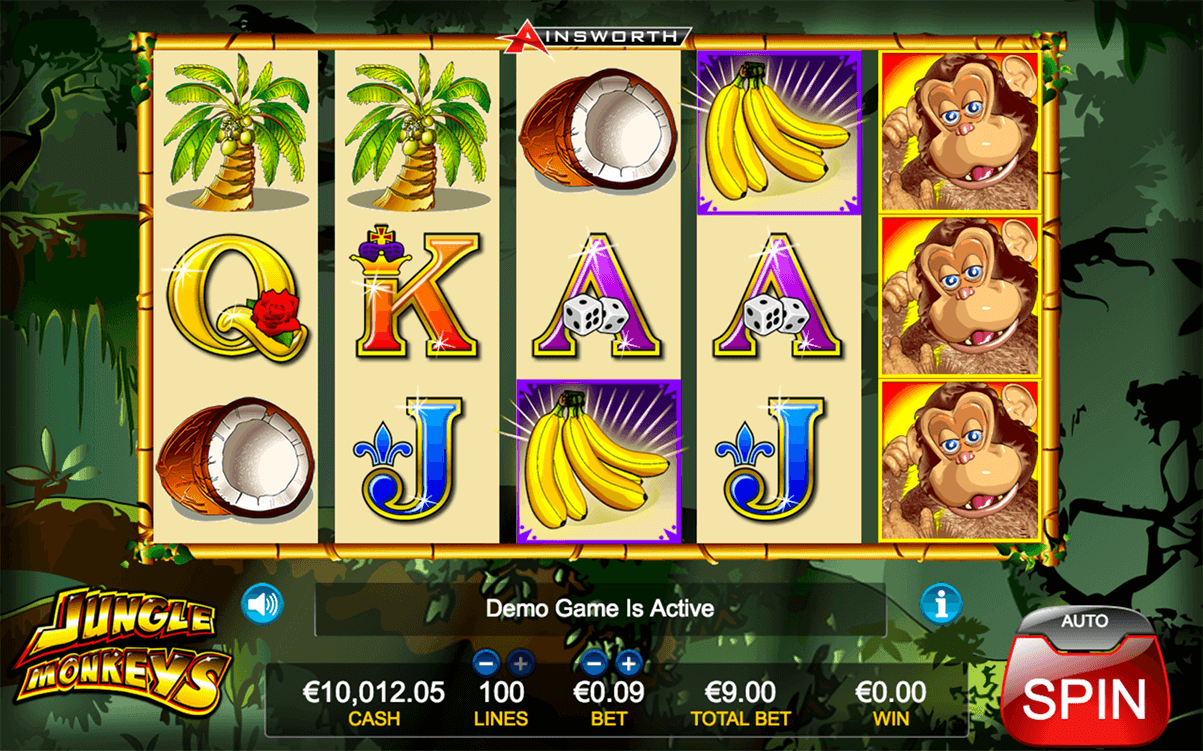 AINSWORTH
Q
K
A
A
J
J
JUNGLE
MONKEYS
Demo Game Is Active
i
AUTO
SPIN
€10,012.05
100
€0.09
€9.00
€0.00
CASH
LINES
BET
TOTAL BET
WIN